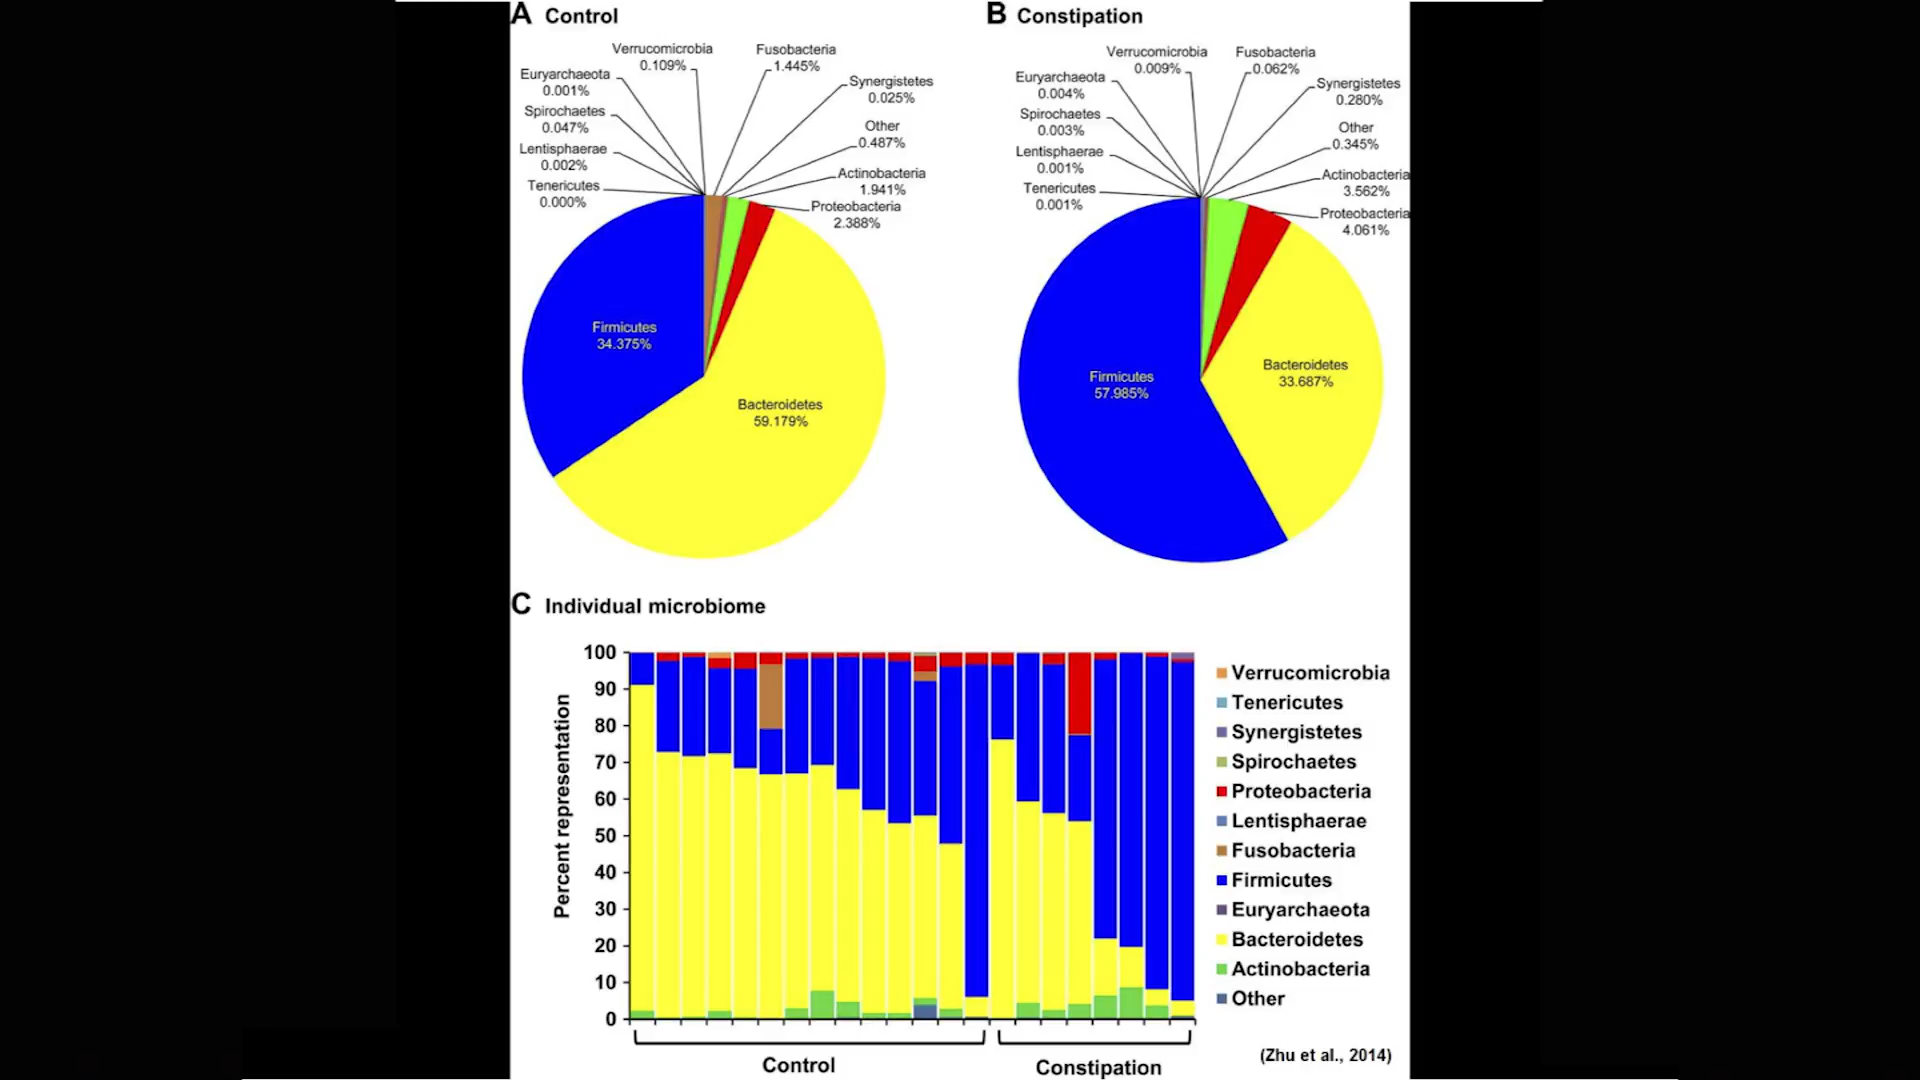 A Control
Verrucomicrobia
0.109%
Fusobacteria
1.445%
Euryarchaeota
0.001%
Synergistetes
0.025%
Spirochaetes
0.047%
Other
0.487%
Lentisphaerae
0.002%
Actinobacteria
1.941%
Tenericutes
0.000%
Proteobacteria
2.388%
Firmicutes
34.375%
Bacteroidetes
59.179%
B Constipation
Verrucomicrobia
0.009%
Fusobacteria
0.062%
Euryarchaeota
0.004%
Synergistetes
0.280%
Spirochaetes
0.003%
Other
0.345%
Lentisphaerae
0.001%
Actinobacteria
3.562%
Tenericutes
0.001%
Proteobacteria
4.061%
Firmicutes
57.985%
Bacteroidetes
33.687%
C Individual microbiome
Percent representation
100
90
80
70
60
50
40
30
20
10
0
Control
Constipation
Verrucomicrobia
Tenericutes
Synergistetes
Spirochaetes
Proteobacteria
Lentisphaerae
Fusobacteria
Firmicutes
Euryarchaeota
Bacteroidetes
Actinobacteria
Other
(Zhu et al., 2014)